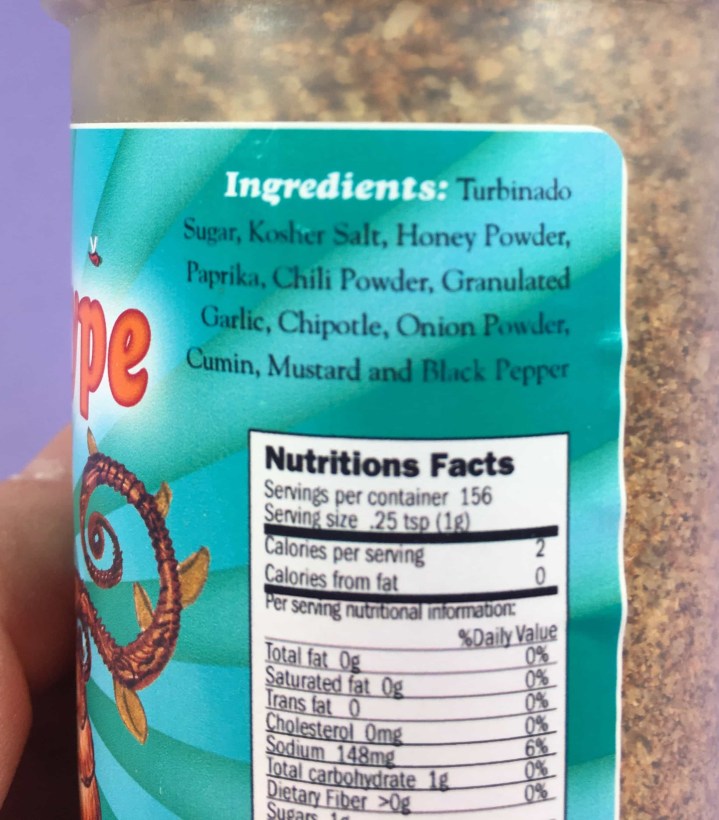 Ingredients: Turbinado
Sugar, Kosher Salt, Honey Powder,
Paprika, Chili Powder, Granulated
Garlic, Chipotle, Onion Powder,
Cumin, Mustard and Black Pepper
pe
Nutritions Facts
Servings per container 156
Serving size .25 tsp (1g)
Calories per serving 2
Calories from fat 0
Per serving nutritional information:
%Daily Value
Total fat 0g 0%
Saturated fat 0g 0%
Trans fat 0 0%
Cholesterol 0mg 0%
Sodium 148mg 6%
Total carbohydrate 1g 0%
Dietary Fiber >0g 0%
Sugars 1g